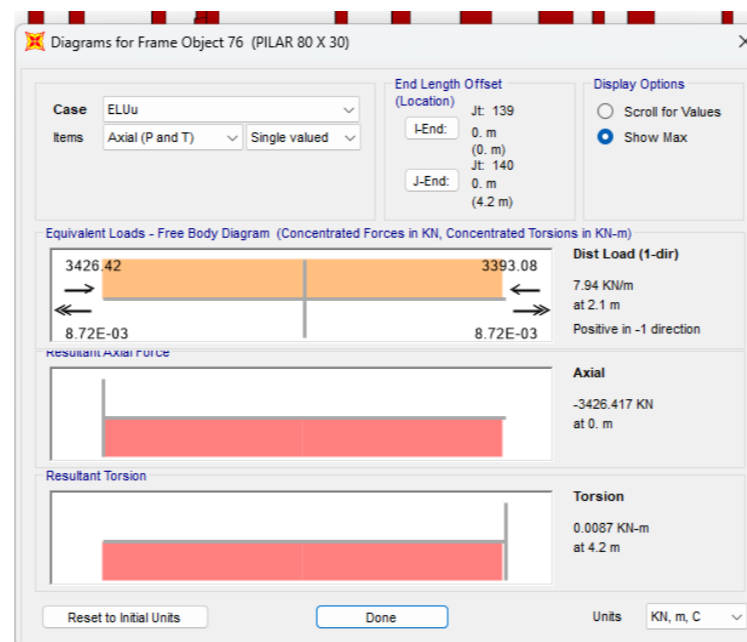 Diagrams for Frame Object 76 (PILAR 80 X 30)
Case ELUu
Items Axial (P and T) Single valued
End Length Offset
(Location)
Jt: 139
I-End: 0. m
(0. m)
Jt: 140
J-End: 0. m
(4.2 m)
Display Options
Scroll for Values
Show Max
Equivalent Loads - Free Body Diagram (Concentrated Forces in KN, Concentrated Torsions in KN-m)
3426.42 3393.08
8.72E-03 8.72E-03
Dist Load (1-dir)
7.94 KN/m
at 2.1 m
Positive in -1 direction
Resultant Axial Force
Axial
-3426.417 KN
at 0. m
Resultant Torsion
Torsion
0.0087 KN-m
at 4.2 m
Reset to Initial Units Done Units KN, m, C